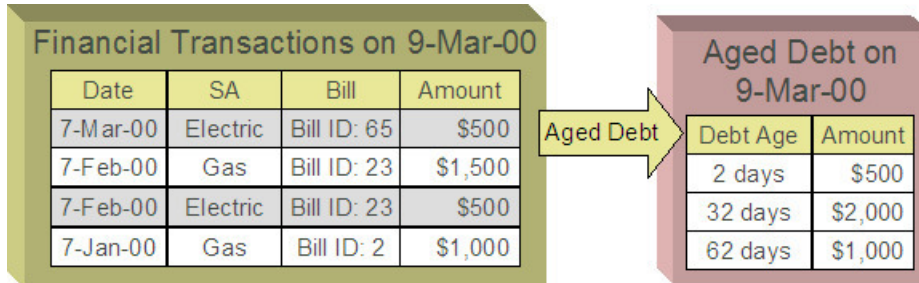 Financial Transactions on 9-Mar-00
Date SA Bill Amount
7-Mar-00 Electric Bill ID: 65 $500
7-Feb-00 Gas Bill ID: 23 $1,500
7-Feb-00 Electric Bill ID: 23 $500
7-Jan-00 Gas Bill ID: 2 $1,000
Aged Debt
Aged Debt on
9-Mar-00
Debt Age Amount
2 days $500
32 days $2,000
62 days $1,000